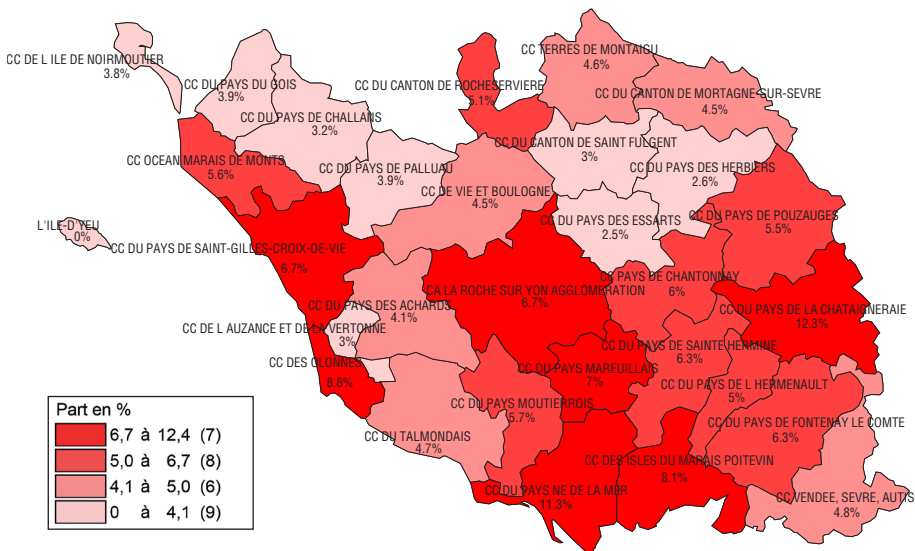 CC TERRES DE MONTAIGU
4.6%
CC DE L ILE DE NOIRMOUTIER
3.8%
CC DU PAYS DU GOIS
3.9%
CC DU CANTON DE ROCHESERVIERE
5.1%
CC DU CANTON DE MORTAGNE-SUR-SEVRE
4.5%
CC DU PAYS DE CHALLANS
3.2%
CC DU CANTON DE SAINT FULGENT
3%
CC OCEAN MARAIS DE MONTS
5.6%
CC DU PAYS DE PALLUAU
3.9%
CC DU PAYS DES HERBIERS
2.6%
CC DE VIE ET BOULOGNE
4.5%
L'ILE-D'YEU
0%
CC DU PAYS DES ESSARTS
2.5%
CC DU PAYS DE POUZAUGES
5.5%
CC DU PAYS DE SAINT-GILLES-CROIX-DE-VIE
6.7%
CC PAYS DE CHANTONNAY
6%
CA LA ROCHE SUR YON AGGLOMERATION
6.7%
CC DU PAYS DES ACHARDS
4.1%
CC DU PAYS DE LA CHATAIGNERAIE
12.3%
CC DE L AUZANCE ET DE LA VERTONNE
3%
CC DU PAYS DE SAINTE HERMINE
6.3%
CC DES OLONNES
8.8%
CC DU PAYS MAREUILLAIS
7%
CC DU PAYS DE L HERMENAULT
5%
CC DU PAYS MOUTIERROIS
5.7%
CC DU PAYS DE FONTENAY LE COMTE
6.3%
CC DU TALMONDAIS
4.7%
CC DES ISLES DU MARAIS POITEVIN
8.1%
CC DU PAYS NE DE LA MER
11.3%
CC VENDEE, SEVRE, AUTIS
4.8%
Part en %
6,7 à 12,4 (7)
5,0 à 6,7 (8)
4,1 à 5,0 (6)
0 à 4,1 (9)